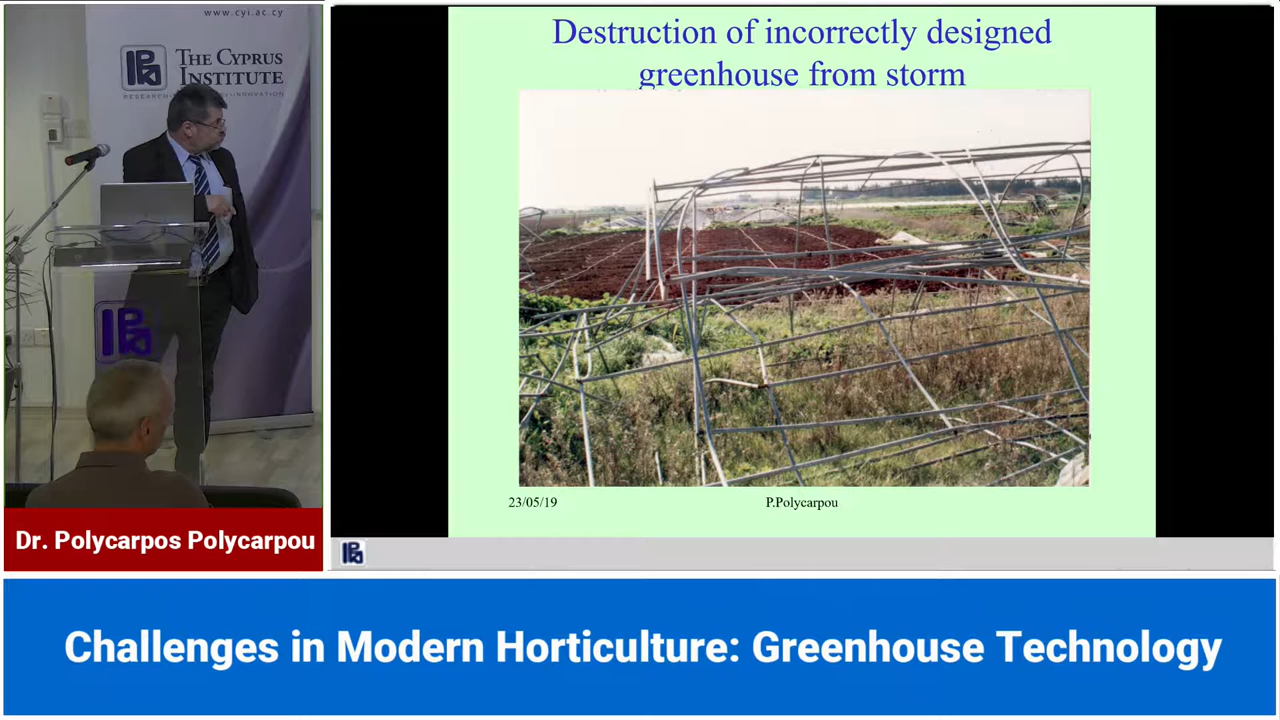 www.cyi.ac.cy
THE CYPRUS
INSTITUTE
Destruction of incorrectly designed
greenhouse from storm
23/05/19
P.Polycarpou
Dr. Polycarpos Polycarpou
Challenges in Modern Horticulture: Greenhouse Technology